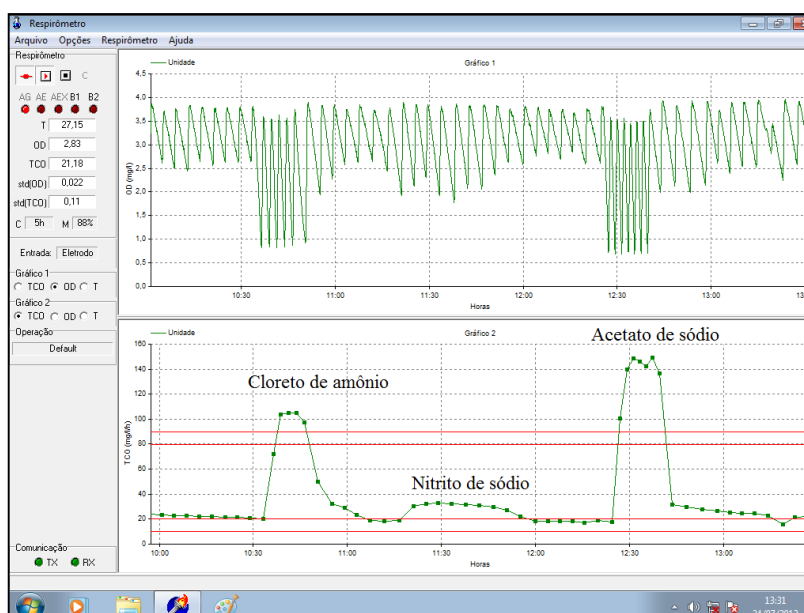 Respirômetro
Arquivo Opções Respirômetro Ajuda
Respirômetro
C
AG AE AEX B1 B2
T 27,15
OD 2,83
TCO 21,18
std(OD) 0,022
std(TCO) 0,11
C 5h M 88%
Entrada: Eletrodo
Gráfico 1
TCO OD T
Gráfico 2
TCO OD T
Operação
Default
Comunicação
TX RX
Unidade
Gráfico 1
4,5
4,0
3,5
3,0
2,5
2,0
1,5
1,0
0,5
0,0
OD (mg/l)
10:30 11:00 11:30 12:00 12:30 13:00
Horas
Unidade
Gráfico 2
160
140
120
100
80
60
40
20
0
TCO (mg/l/h)
Cloreto de amônio
Nitrito de sódio
Acetato de sódio
10:00 10:30 11:00 11:30 12:00 12:30 13:00
Horas
13:31